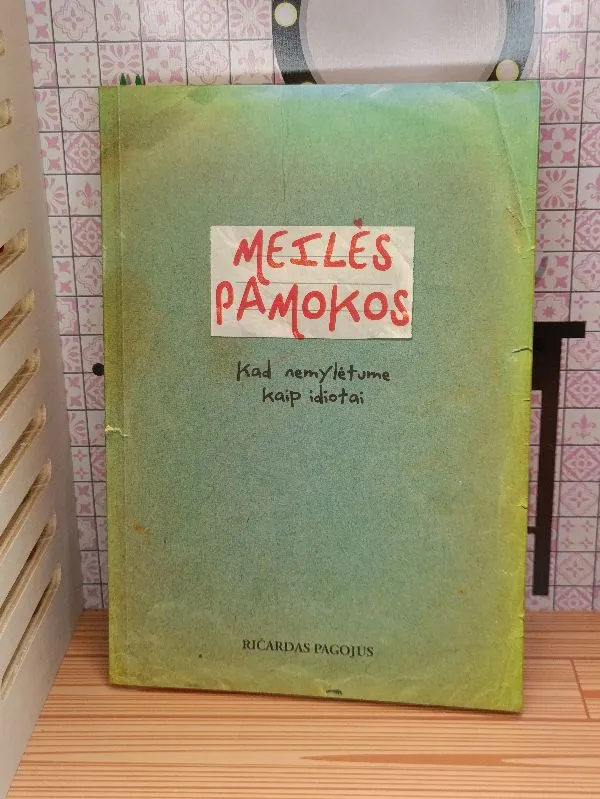 MEILĖS
PAMOKOS
Kad nemylėtume
kaip idiotai
RIČARDAS PAGOJUS